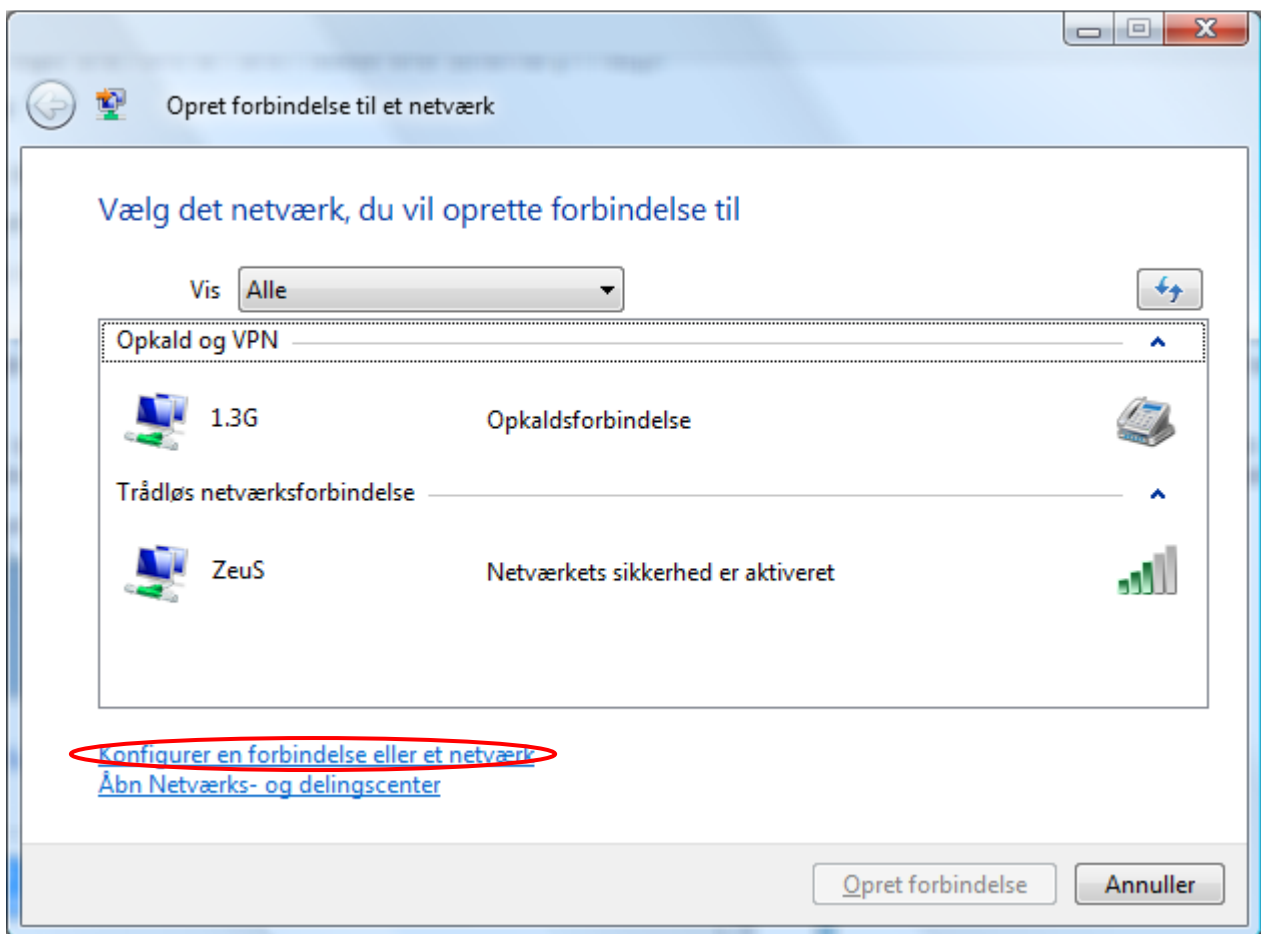 Opret forbindelse til et netværk
Vælg det netværk, du vil oprette forbindelse til
Vis Alle
Opkald og VPN
1.3G Opkaldsforbindelse
Trådløs netværksforbindelse
ZeuS Netværkets sikkerhed er aktiveret
Konfigurer en forbindelse eller et netværk
Åbn Netværks- og delingscenter
Opret forbindelse Annuller